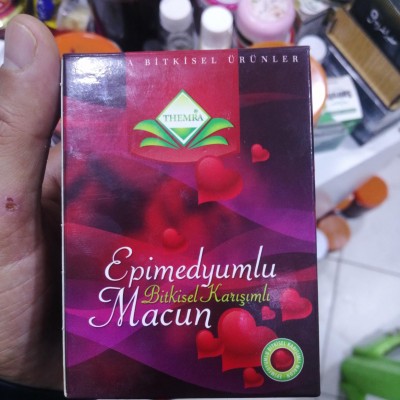 A BİTKİSEL ÜRÜNLER
THEMRA
Epimedyumlu
Bitkisel Karışımlı
Macun